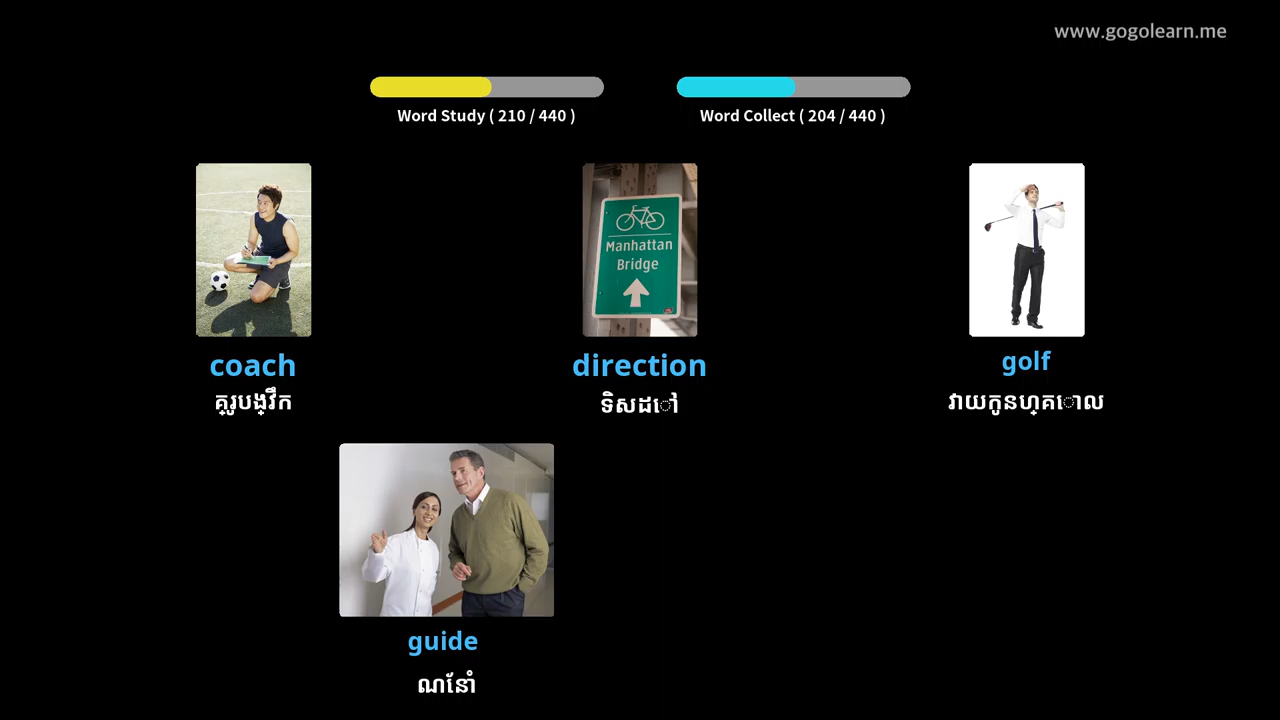 www.gogolearn.me
Word Study ( 210 / 440 )
Word Collect ( 204 / 440 )
Manhattan
Bridge
coach
direction
golf
គ្រូបង្វឹក
ទិសដៅ
វាយកូនហ្គោល
guide
ណែនាំ